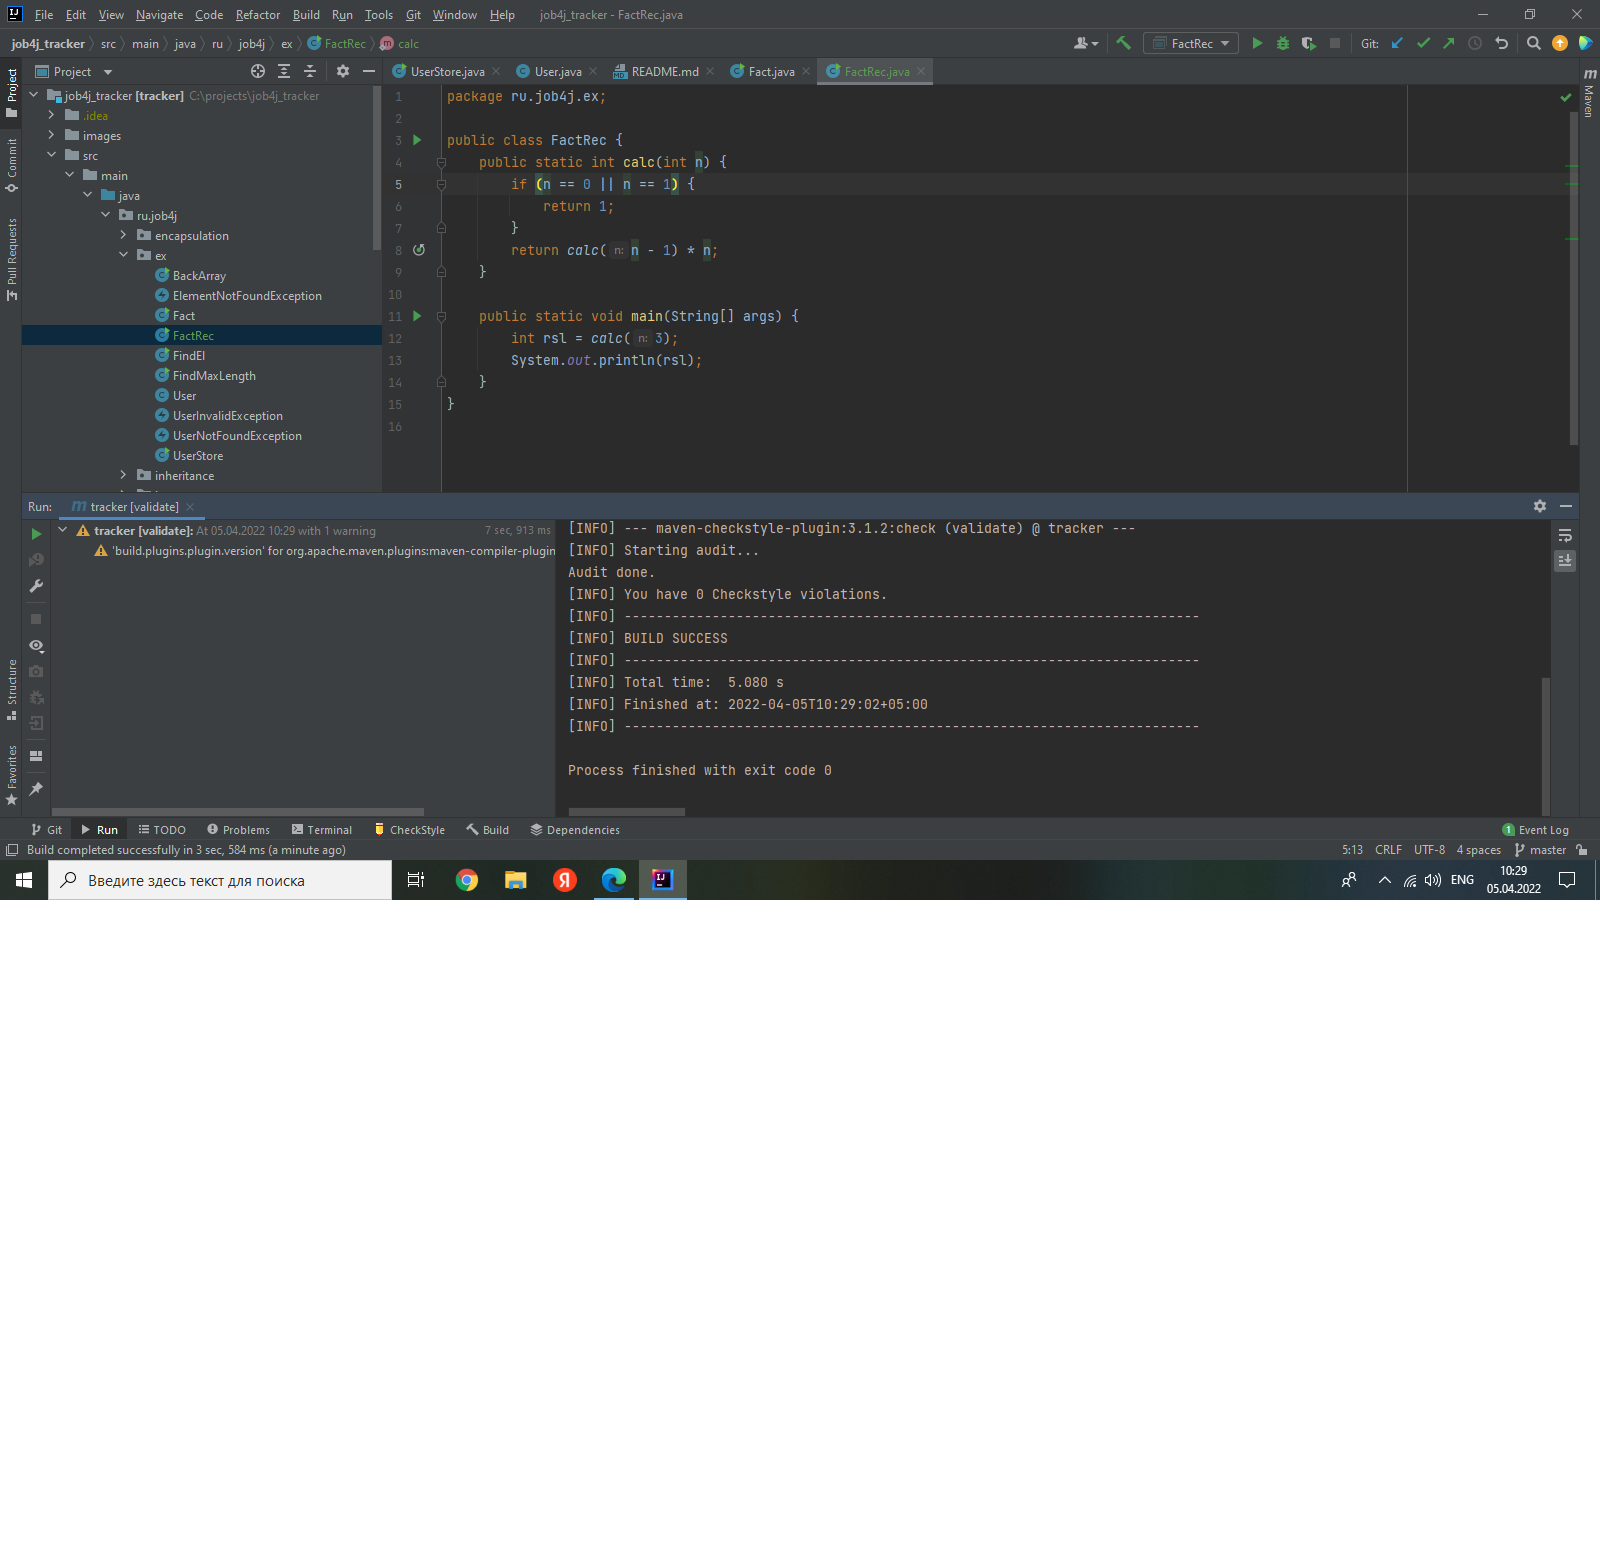 File Edit View Navigate Code Refactor Build Run Tools Git Window Help job4j_tracker - FactRec.java
job4j_tracker src main java ru job4j ex FactRec calc FactRec Git:
Project
UserStore.java User.java README.md Fact.java FactRec.java
job4j_tracker [tracker] C:\projects\job4j_tracker
.idea
images
src
main
java
ru.job4j
encapsulation
ex
BackArray
ElementNotFoundException
Fact
FactRec
FindEl
FindMaxLength
User
UserInvalidException
UserNotFoundException
UserStore
inheritance
1 package ru.job4j.ex;
2
3 public class FactRec {
4 public static int calc(int n) {
5 if (n == 0 || n == 1) {
6 return 1;
7 }
8 return calc( n: n - 1) * n;
9 }
10
11 public static void main(String[] args) {
12 int rsl = calc( n: 3);
13 System.out.println(rsl);
14 }
15 }
16
Project
Commit
Pull Requests
Structure
Favorites
Maven
Run: tracker [validate]
tracker [validate]: At 05.04.2022 10:29 with 1 warning 7 sec, 913 ms
'build.plugins.plugin.version' for org.apache.maven.plugins:maven-compiler-plugin
[INFO] --- maven-checkstyle-plugin:3.1.2:check (validate) @ tracker ---
[INFO] Starting audit...
Audit done.
[INFO] You have 0 Checkstyle violations.
[INFO] ------------------------------------------------------------------------
[INFO] BUILD SUCCESS
[INFO] ------------------------------------------------------------------------
[INFO] Total time:  5.080 s
[INFO] Finished at: 2022-04-05T10:29:02+05:00
[INFO] ------------------------------------------------------------------------
Process finished with exit code 0
Git Run TODO Problems Terminal CheckStyle Build Dependencies 1 Event Log
Build completed successfully in 3 sec, 584 ms (a minute ago) 5:13 CRLF UTF-8 4 spaces master
Введите здесь текст для поиска
ENG
10:29
05.04.2022